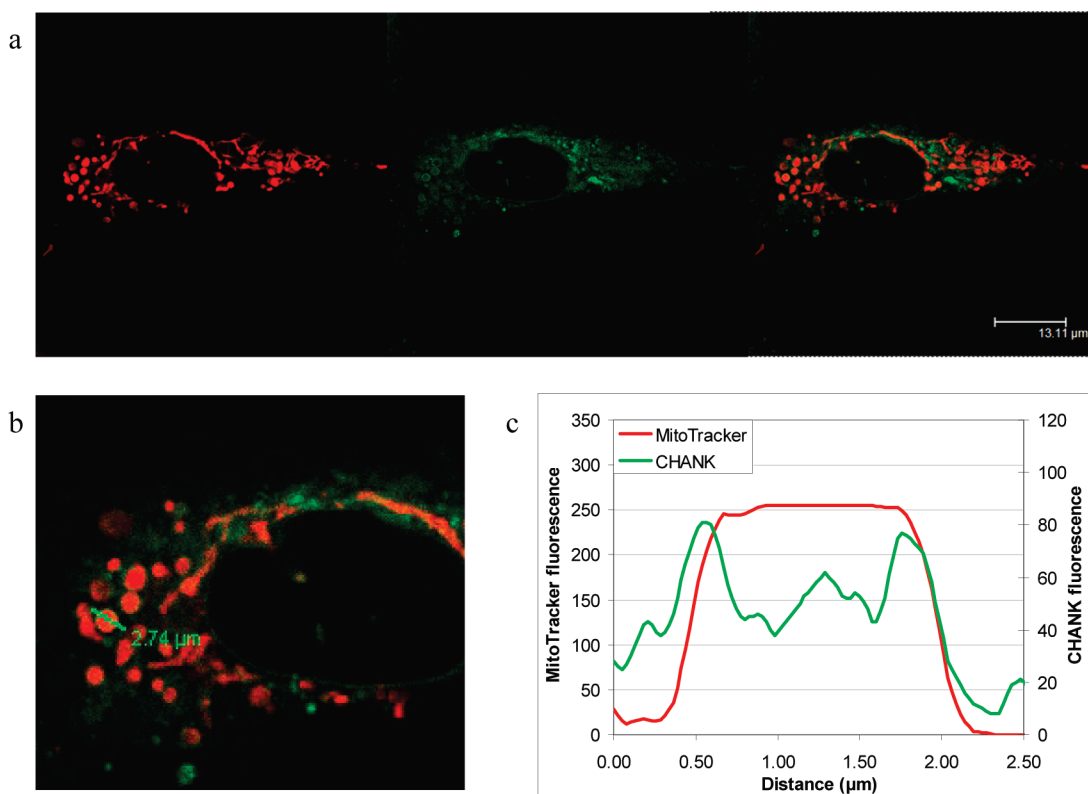 a
13.11 µm
b
2.74 µm
c
MitoTracker
CHANK
350
300
250
200
150
100
50
0
MitoTracker fluorescence
120
100
80
60
40
20
0
CHANK fluorescence
0.00 0.50 1.00 1.50 2.00 2.50
Distance (µm)